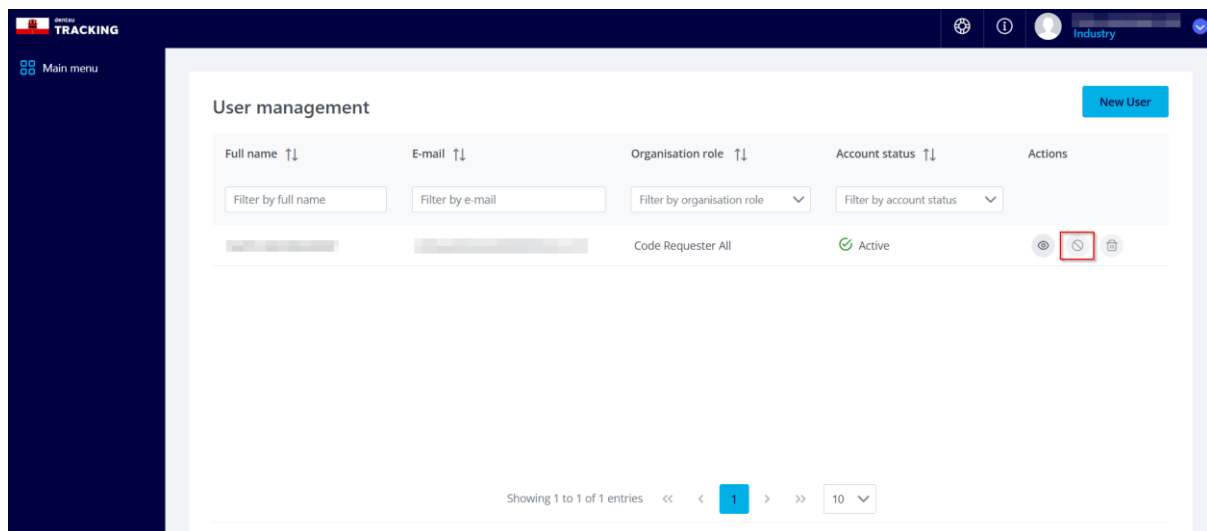 dentsu
TRACKING
Industry
Main menu
User management
New User
Full name E-mail Organisation role Account status Actions
Filter by full name Filter by e-mail Filter by organisation role Filter by account status
Code Requester All Active
Showing 1 to 1 of 1 entries << < 1 > >> 10